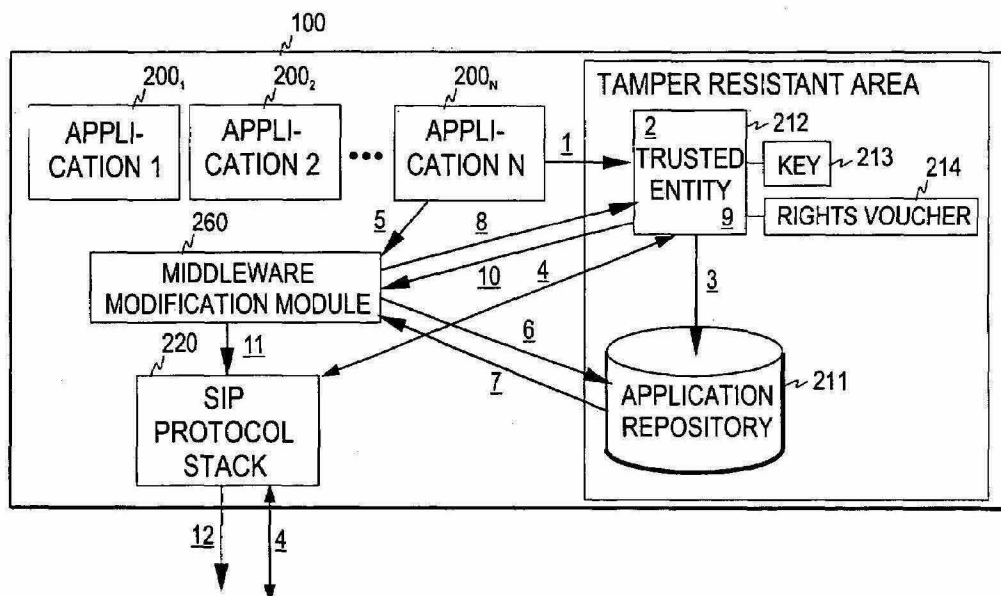 100
200₁ 200₂ 200N
APPLI-
CATION 1
APPLI-
CATION 2
•••
APPLI-
CATION N
TAMPER RESISTANT AREA
1
2
TRUSTED
ENTITY
9
212
KEY
213
214
RIGHTS VOUCHER
260
5
8
10
4
3
MIDDLEWARE
MODIFICATION MODULE
6
7
220
11
SIP
PROTOCOL
STACK
APPLICATION
REPOSITORY
211
12
4